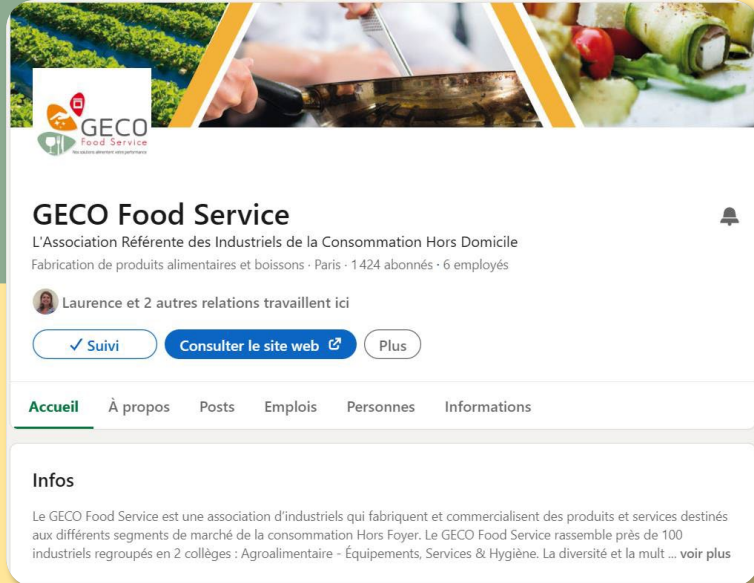 GECO
Food Service
Nos solutions alimentent votre performance
GECO Food Service
L'Association Référente des Industriels de la Consommation Hors Domicile
Fabrication de produits alimentaires et boissons · Paris · 1 424 abonnés · 6 employés
Laurence et 2 autres relations travaillent ici
✓ Suivi Consulter le site web Plus
Accueil À propos Posts Emplois Personnes Informations
Infos
Le GECO Food Service est une association d'industriels qui fabriquent et commercialisent des produits et services destinés
aux différents segments de marché de la consommation Hors Foyer. Le GECO Food Service rassemble près de 100
industriels regroupés en 2 collèges : Agroalimentaire - Équipements, Services & Hygiène. La diversité et la mult ... voir plus